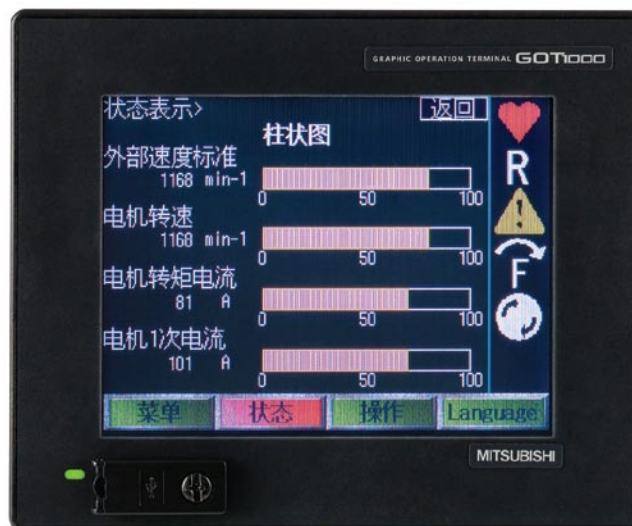 GRAPHIC OPERATION TERMINAL GOT1000
状态表示> 返回
柱状图
外部速度标准
1168 min-1
0 50 100
电机转速
1168 min-1
0 50 100
电机转矩电流
81 A
0 50 100
电机1次电流
101 A
0 50 100
R
F
菜单 状态 操作 Language
MITSUBISHI